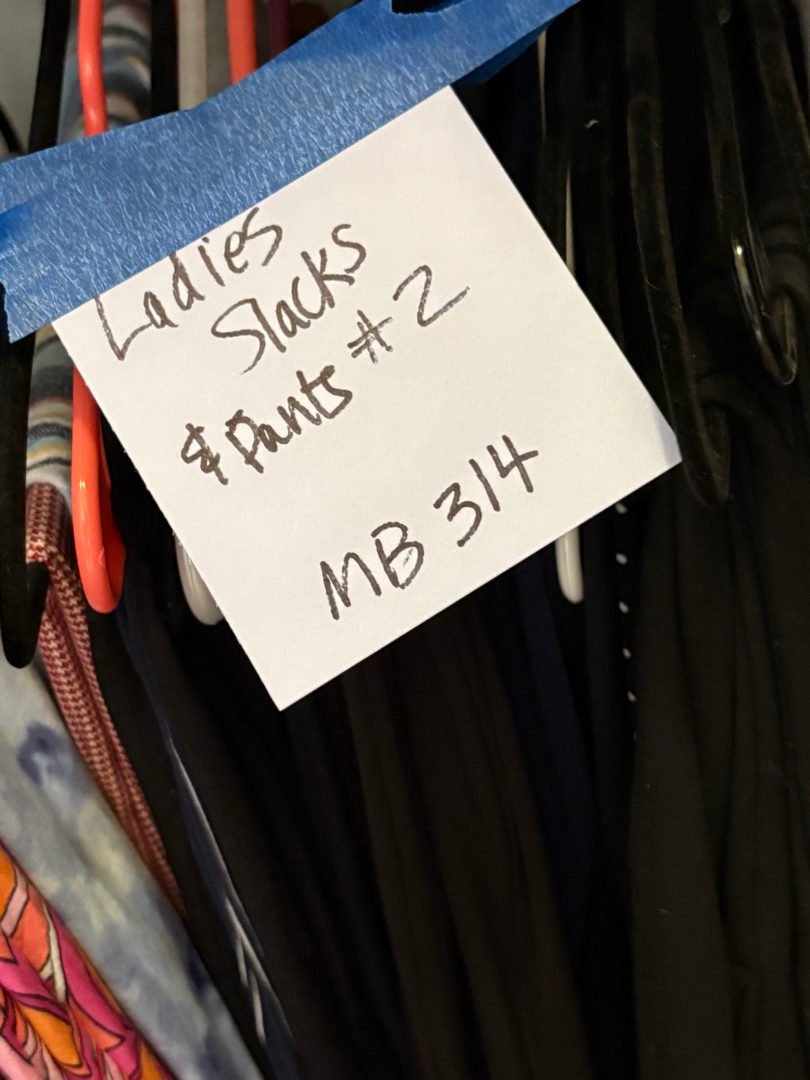 Ladies
Slacks
& Pants #2
MB 314